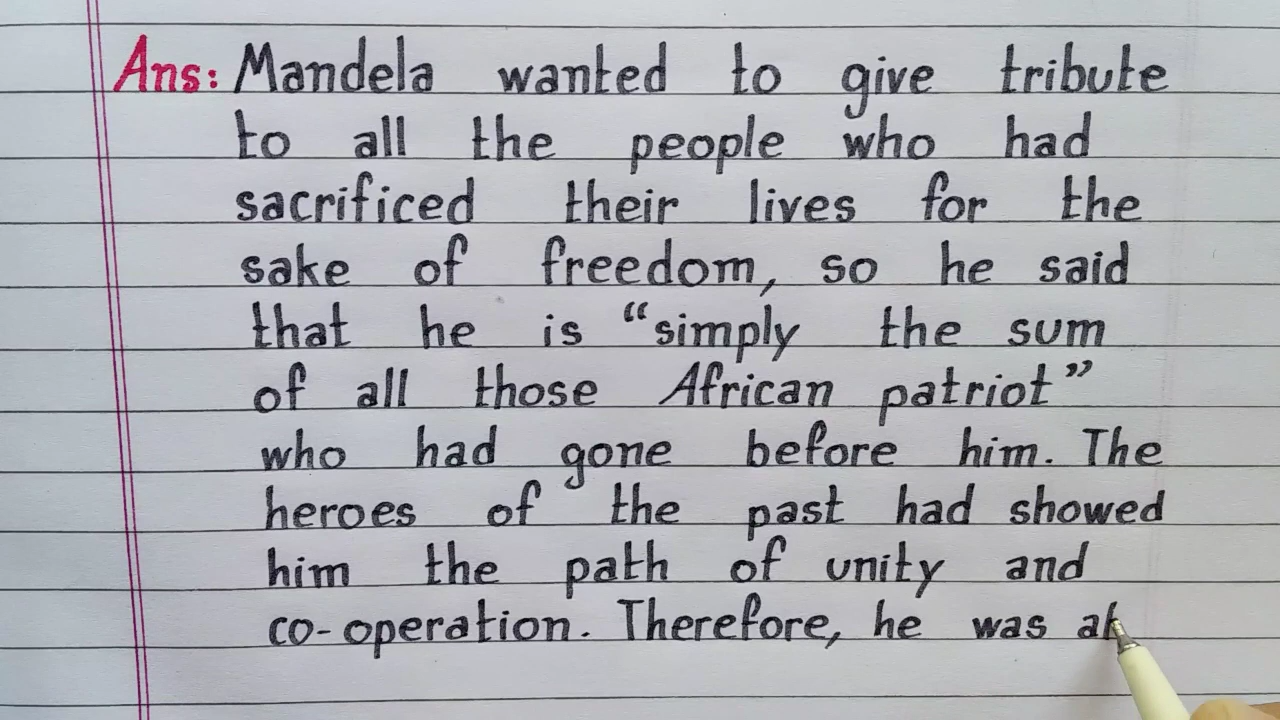 Ans: Mandela wanted to give tribute
to all the people who had
sacrificed their lives for the
sake of freedom, so he said
that he is “simply the sum
of all those African patriot”
who had gone before him. The
heroes of the past had showed
him the path of unity and
co-operation. Therefore, he was